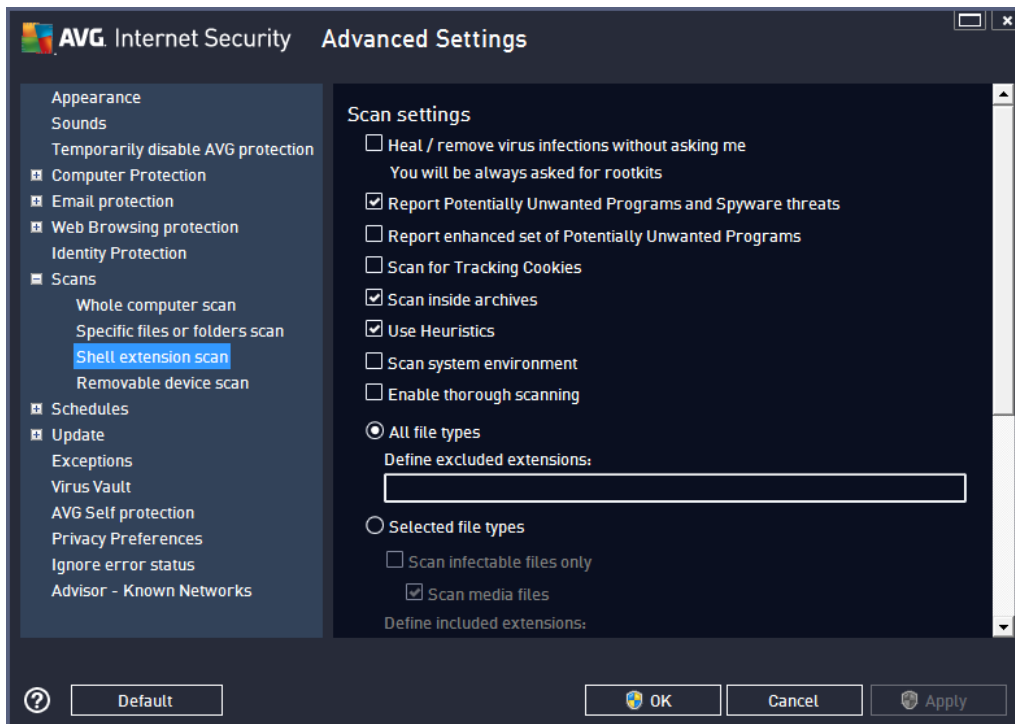 AVG. Internet Security Advanced Settings
Appearance
Sounds
Temporarily disable AVG protection
Computer Protection
Email protection
Web Browsing protection
Identity Protection
Scans
Whole computer scan
Specific files or folders scan
Shell extension scan
Removable device scan
Schedules
Update
Exceptions
Virus Vault
AVG Self protection
Privacy Preferences
Ignore error status
Advisor - Known Networks
Scan settings
Heal / remove virus infections without asking me
You will be always asked for rootkits
Report Potentially Unwanted Programs and Spyware threats
Report enhanced set of Potentially Unwanted Programs
Scan for Tracking Cookies
Scan inside archives
Use Heuristics
Scan system environment
Enable thorough scanning
All file types
Define excluded extensions:
Selected file types
Scan infectable files only
Scan media files
Define included extensions:
? Default OK Cancel Apply